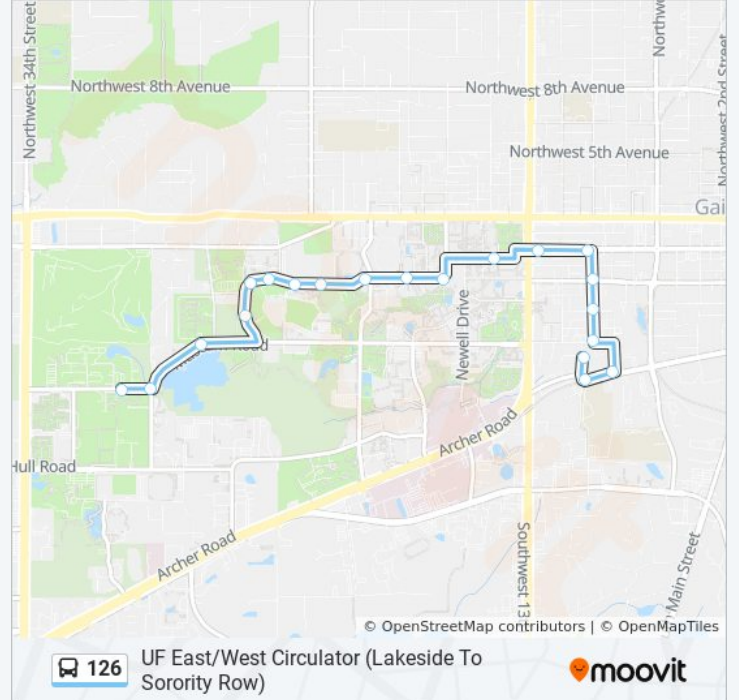 Northwest 34th Street
Northwest 8th Avenue
Northwest 8th Avenue
Northwest 2nd Street
Northwest 5th Avenue
Gai
Newell Drive
Road
Archer Road
Hull Road
Archer Road
Southwest 13
Main Street
© OpenStreetMap contributors | © OpenMapTiles
126
UF East/West Circulator (Lakeside To
Sorority Row)
moovit